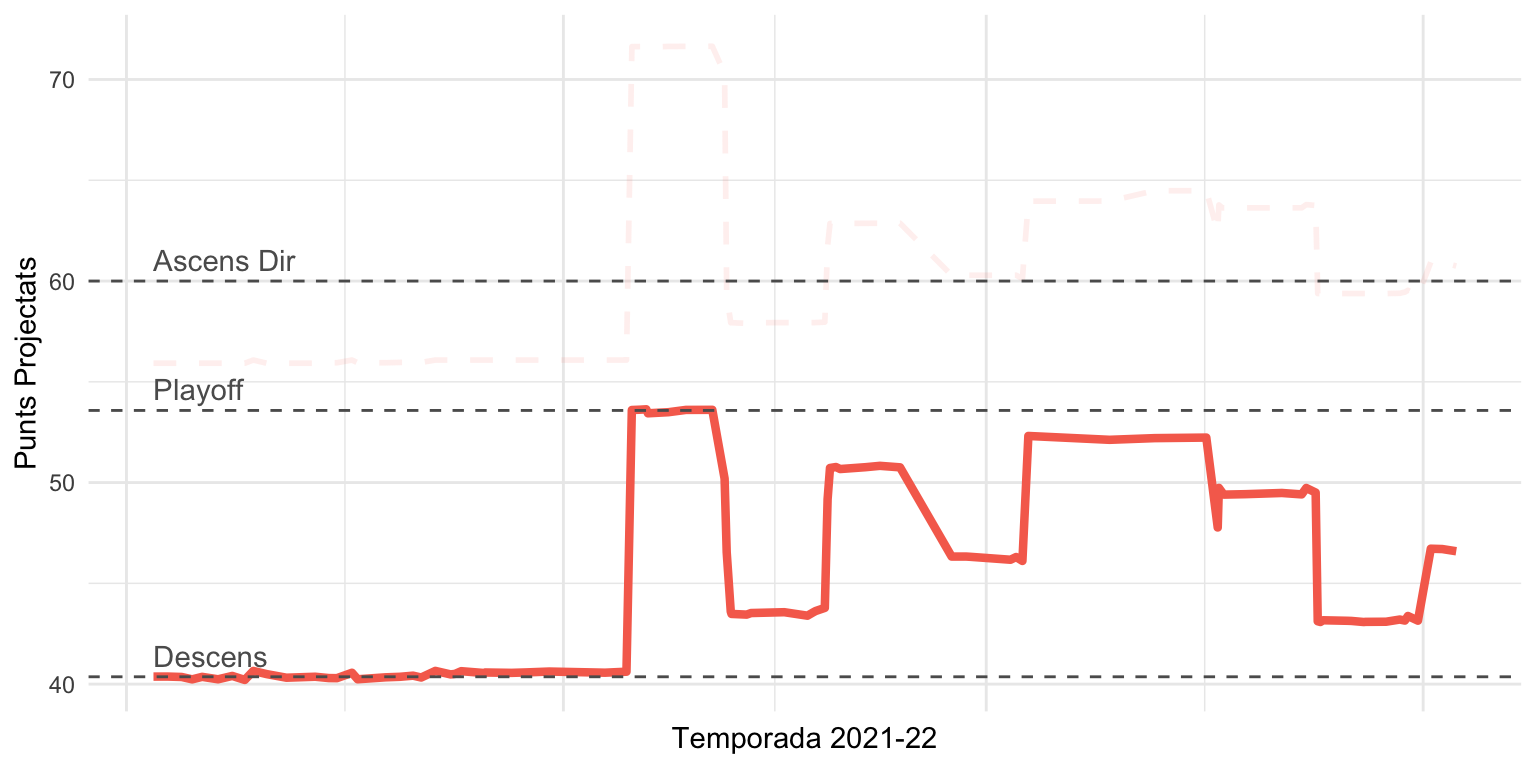 70
Ascens Dir
60
Playoff
50
Descens
40
Punts Projectats
Temporada 2021-22